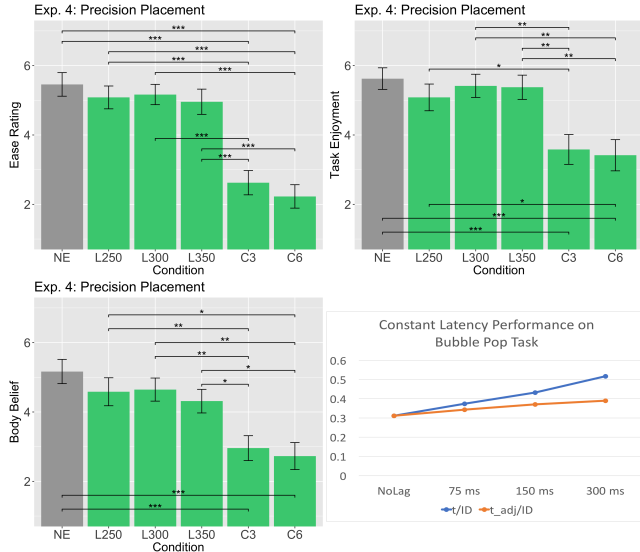 Exp. 4: Precision Placement
Ease Rating
6
4
2
***
***
***
***
***
***
***
***
NE L250 L300 L350 C3 C6
Condition
Exp. 4: Precision Placement
Task Enjoyment
6
4
2
**
**
**
**
*
*
***
***
NE L250 L300 L350 C3 C6
Condition
Exp. 4: Precision Placement
Body Belief
6
4
2
*
**
**
**
*
*
***
***
NE L250 L300 L350 C3 C6
Condition
Constant Latency Performance on
Bubble Pop Task
0.6
0.5
0.4
0.3
0.2
0.1
0
NoLag 75 ms 150 ms 300 ms
t/ID t_adj/ID